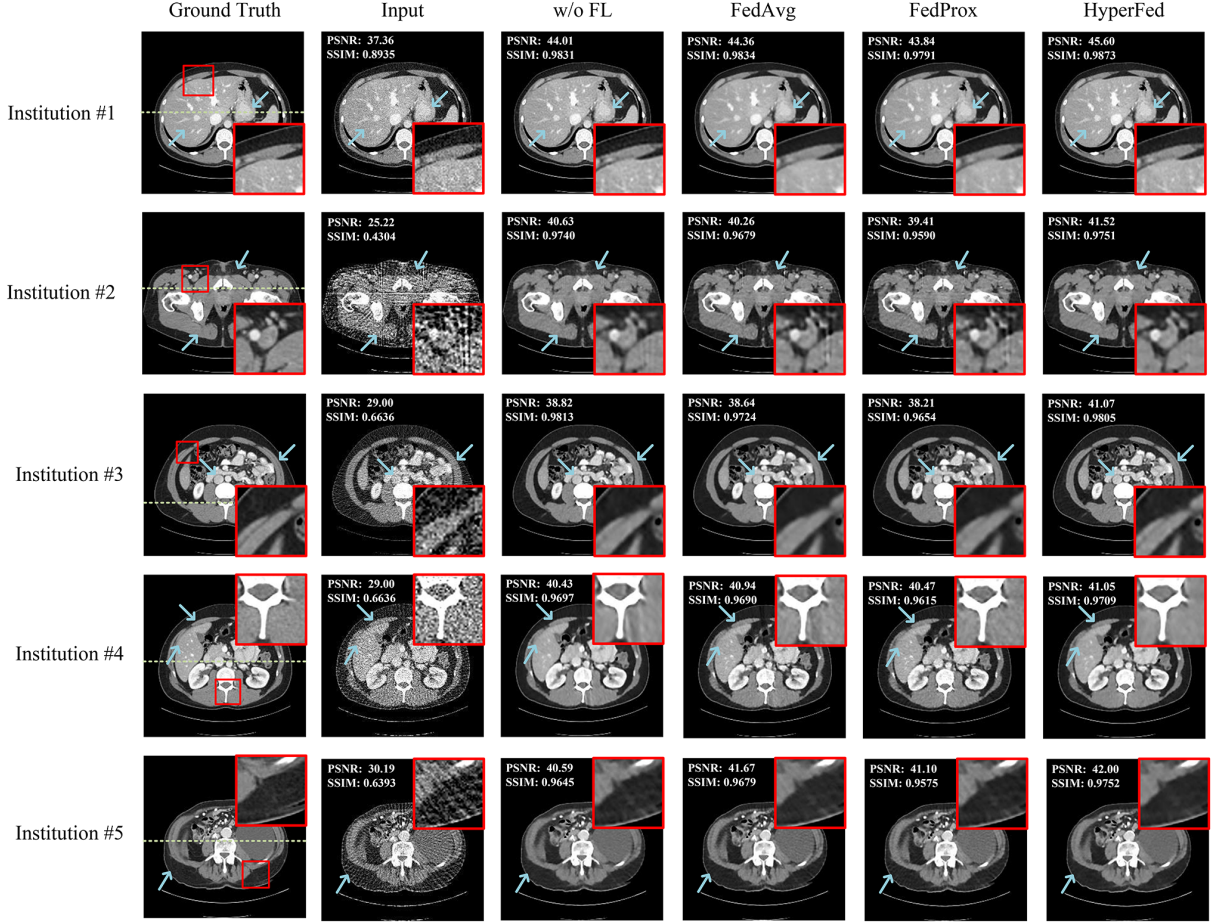 Ground Truth Input w/o FL FedAvg FedProx HyperFed
Institution #1
PSNR: 37.36 PSNR: 44.01 PSNR: 44.36 PSNR: 43.84 PSNR: 45.60
SSIM: 0.8935 SSIM: 0.9831 SSIM: 0.9834 SSIM: 0.9791 SSIM: 0.9873
Institution #2
PSNR: 25.22 PSNR: 40.63 PSNR: 40.26 PSNR: 39.41 PSNR: 41.52
SSIM: 0.4304 SSIM: 0.9740 SSIM: 0.9679 SSIM: 0.9590 SSIM: 0.9751
Institution #3
PSNR: 29.00 PSNR: 38.82 PSNR: 38.64 PSNR: 38.21 PSNR: 41.07
SSIM: 0.6636 SSIM: 0.9813 SSIM: 0.9724 SSIM: 0.9654 SSIM: 0.9805
Institution #4
PSNR: 29.00 PSNR: 40.43 PSNR: 40.94 PSNR: 40.47 PSNR: 41.05
SSIM: 0.6636 SSIM: 0.9697 SSIM: 0.9690 SSIM: 0.9615 SSIM: 0.9709
Institution #5
PSNR: 30.19 PSNR: 40.59 PSNR: 41.67 PSNR: 41.10 PSNR: 42.00
SSIM: 0.6393 SSIM: 0.9645 SSIM: 0.9679 SSIM: 0.9575 SSIM: 0.9752